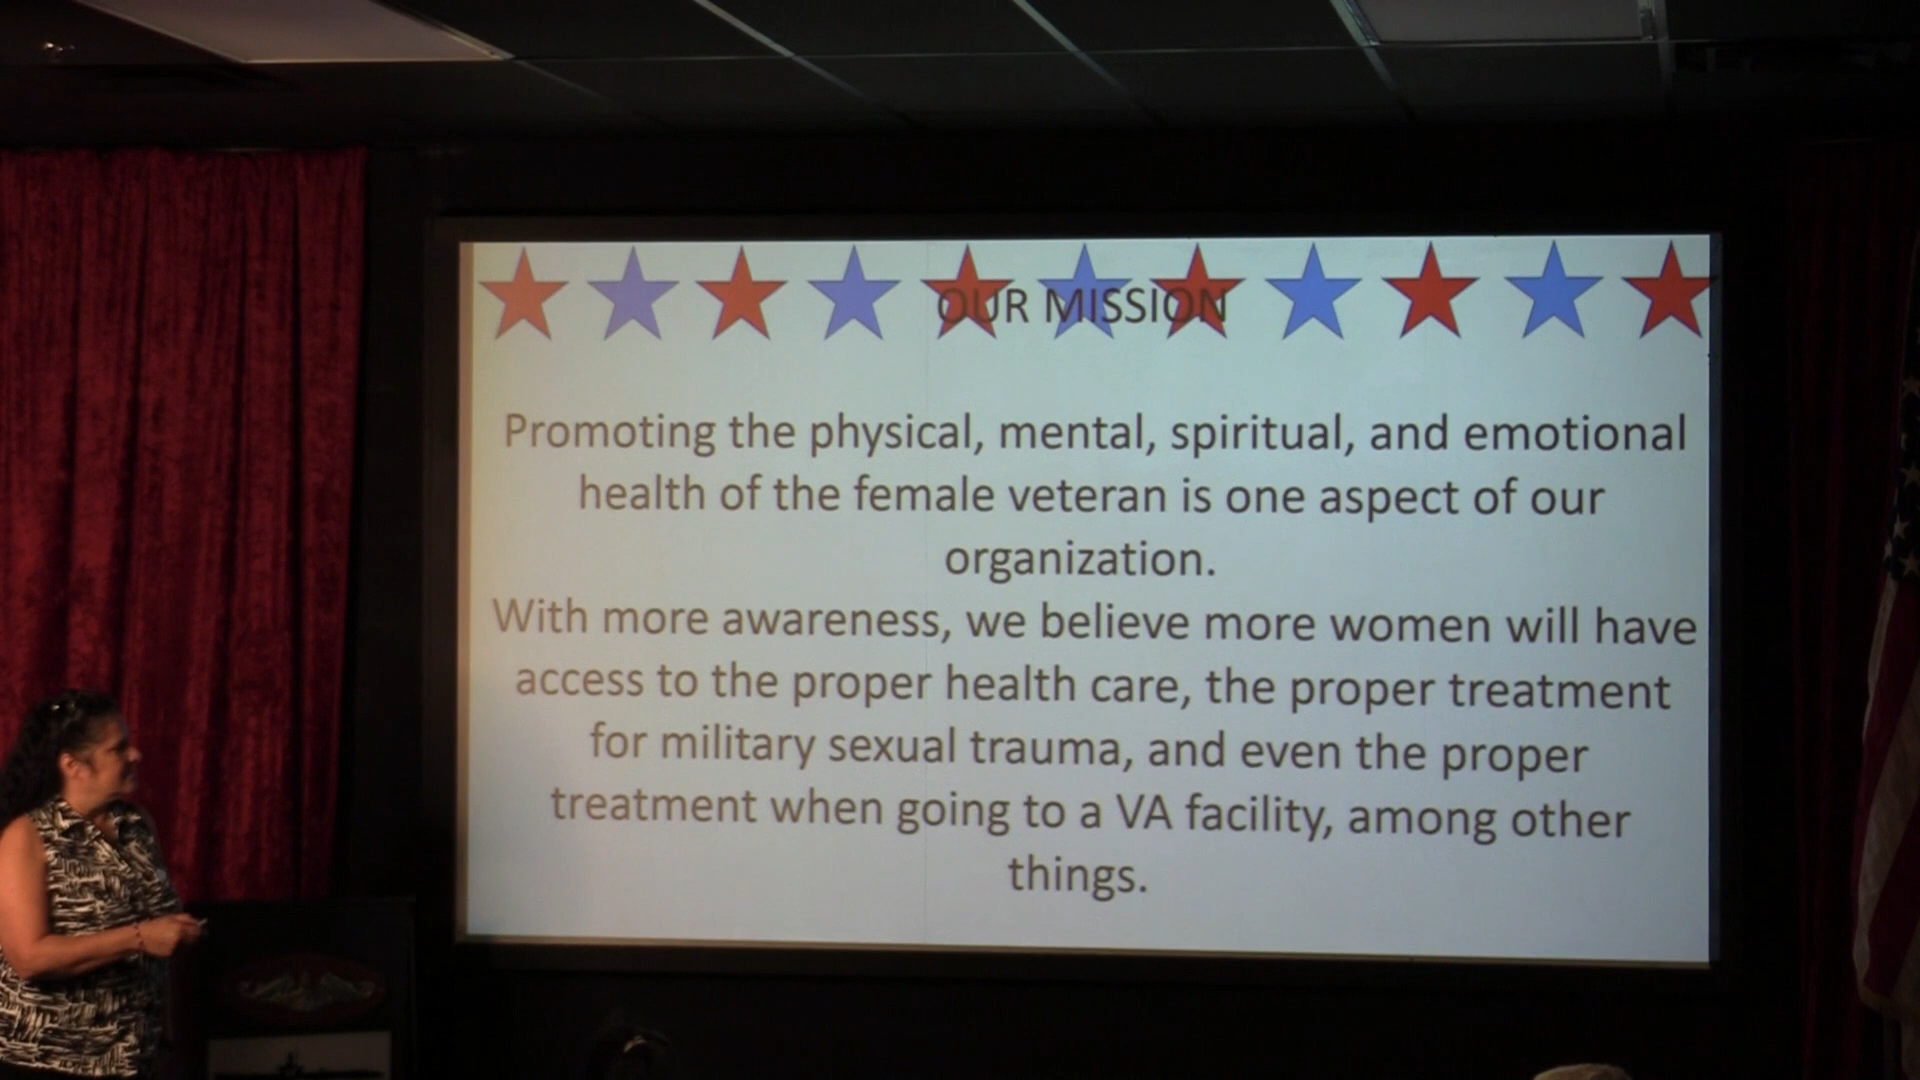 OUR MISSION
Promoting the physical, mental, spiritual, and emotional
health of the female veteran is one aspect of our
organization.
With more awareness, we believe more women will have
access to the proper health care, the proper treatment
for military sexual trauma, and even the proper
treatment when going to a VA facility, among other
things.